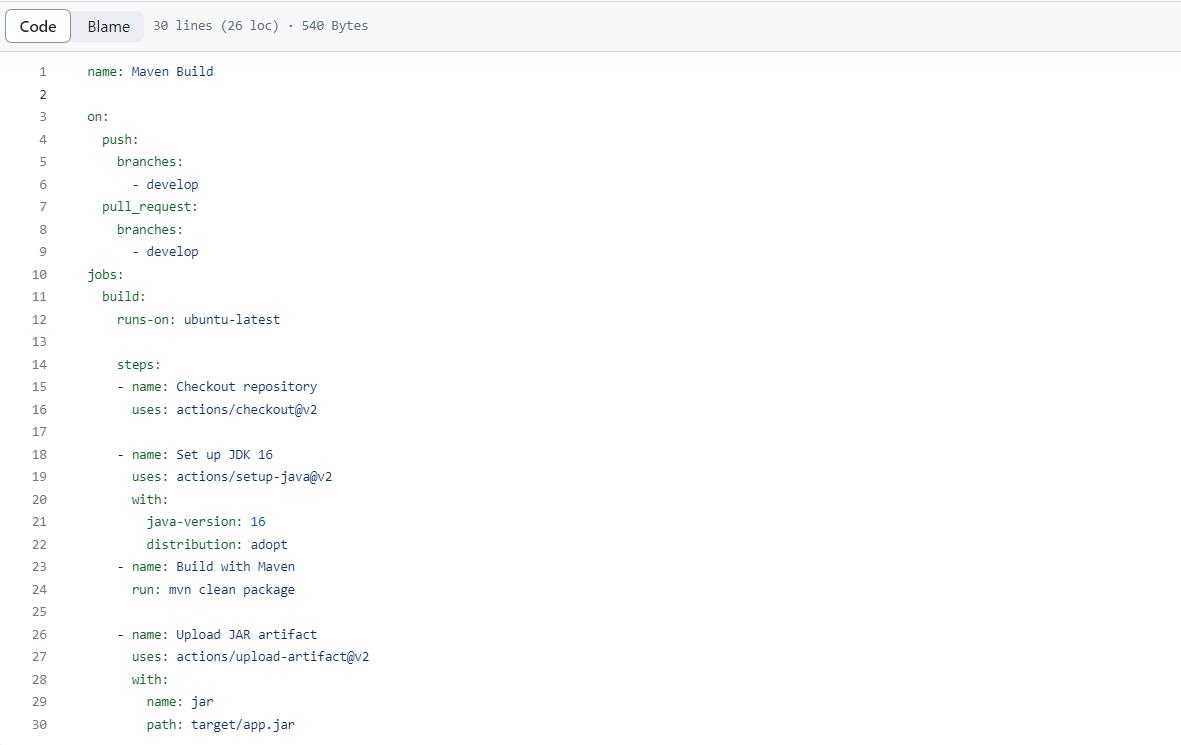 Code Blame 30 lines (26 loc) · 540 Bytes
1 name: Maven Build
2
3 on:
4   push:
5     branches:
6       - develop
7   pull_request:
8     branches:
9       - develop
10 jobs:
11   build:
12     runs-on: ubuntu-latest
13
14     steps:
15     - name: Checkout repository
16       uses: actions/checkout@v2
17
18     - name: Set up JDK 16
19       uses: actions/setup-java@v2
20       with:
21         java-version: 16
22         distribution: adopt
23     - name: Build with Maven
24       run: mvn clean package
25
26     - name: Upload JAR artifact
27       uses: actions/upload-artifact@v2
28       with:
29         name: jar
30         path: target/app.jar